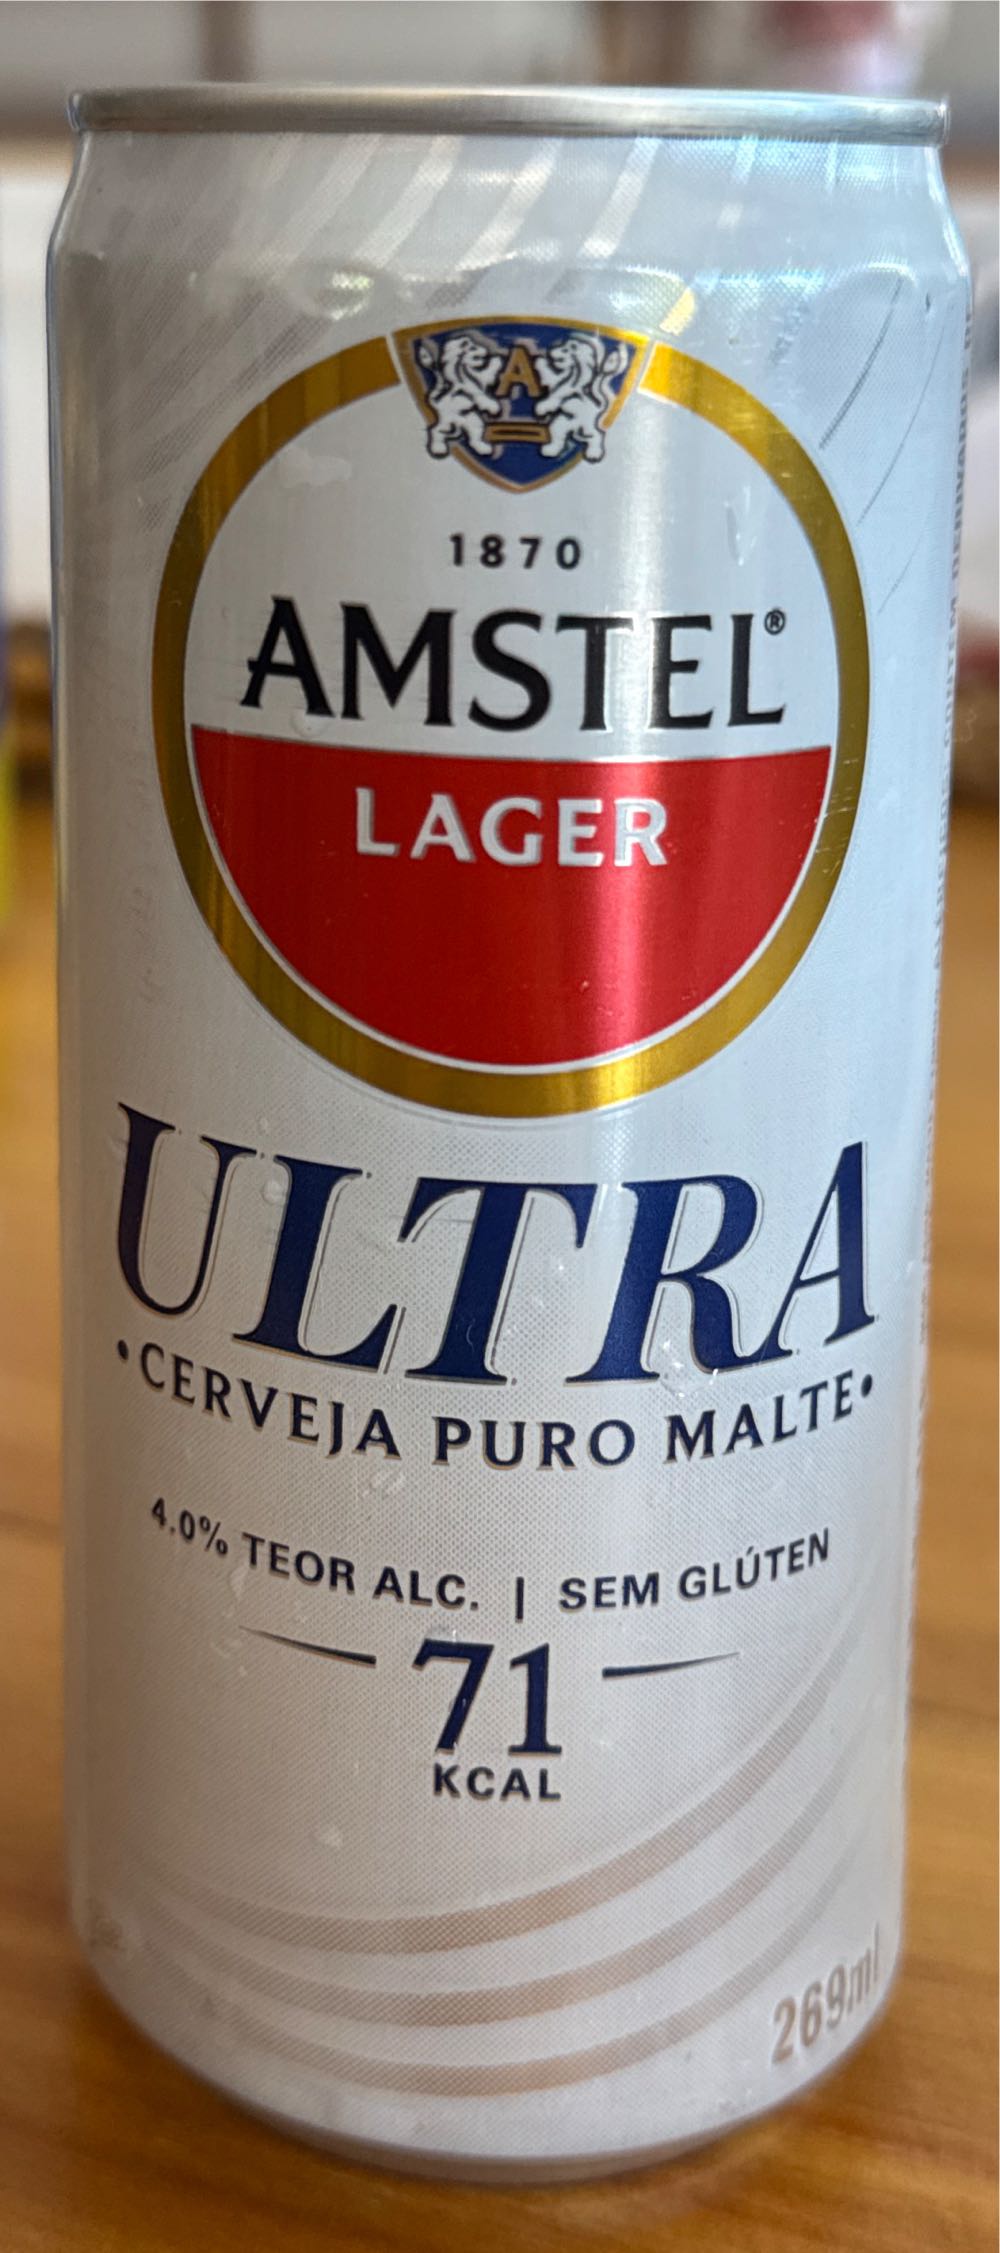 A
1870
AMSTEL®
LAGER
ULTRA
•CERVEJA PURO MALTE•
4.0% TEOR ALC. | SEM GLÚTEN
71
KCAL
269ml